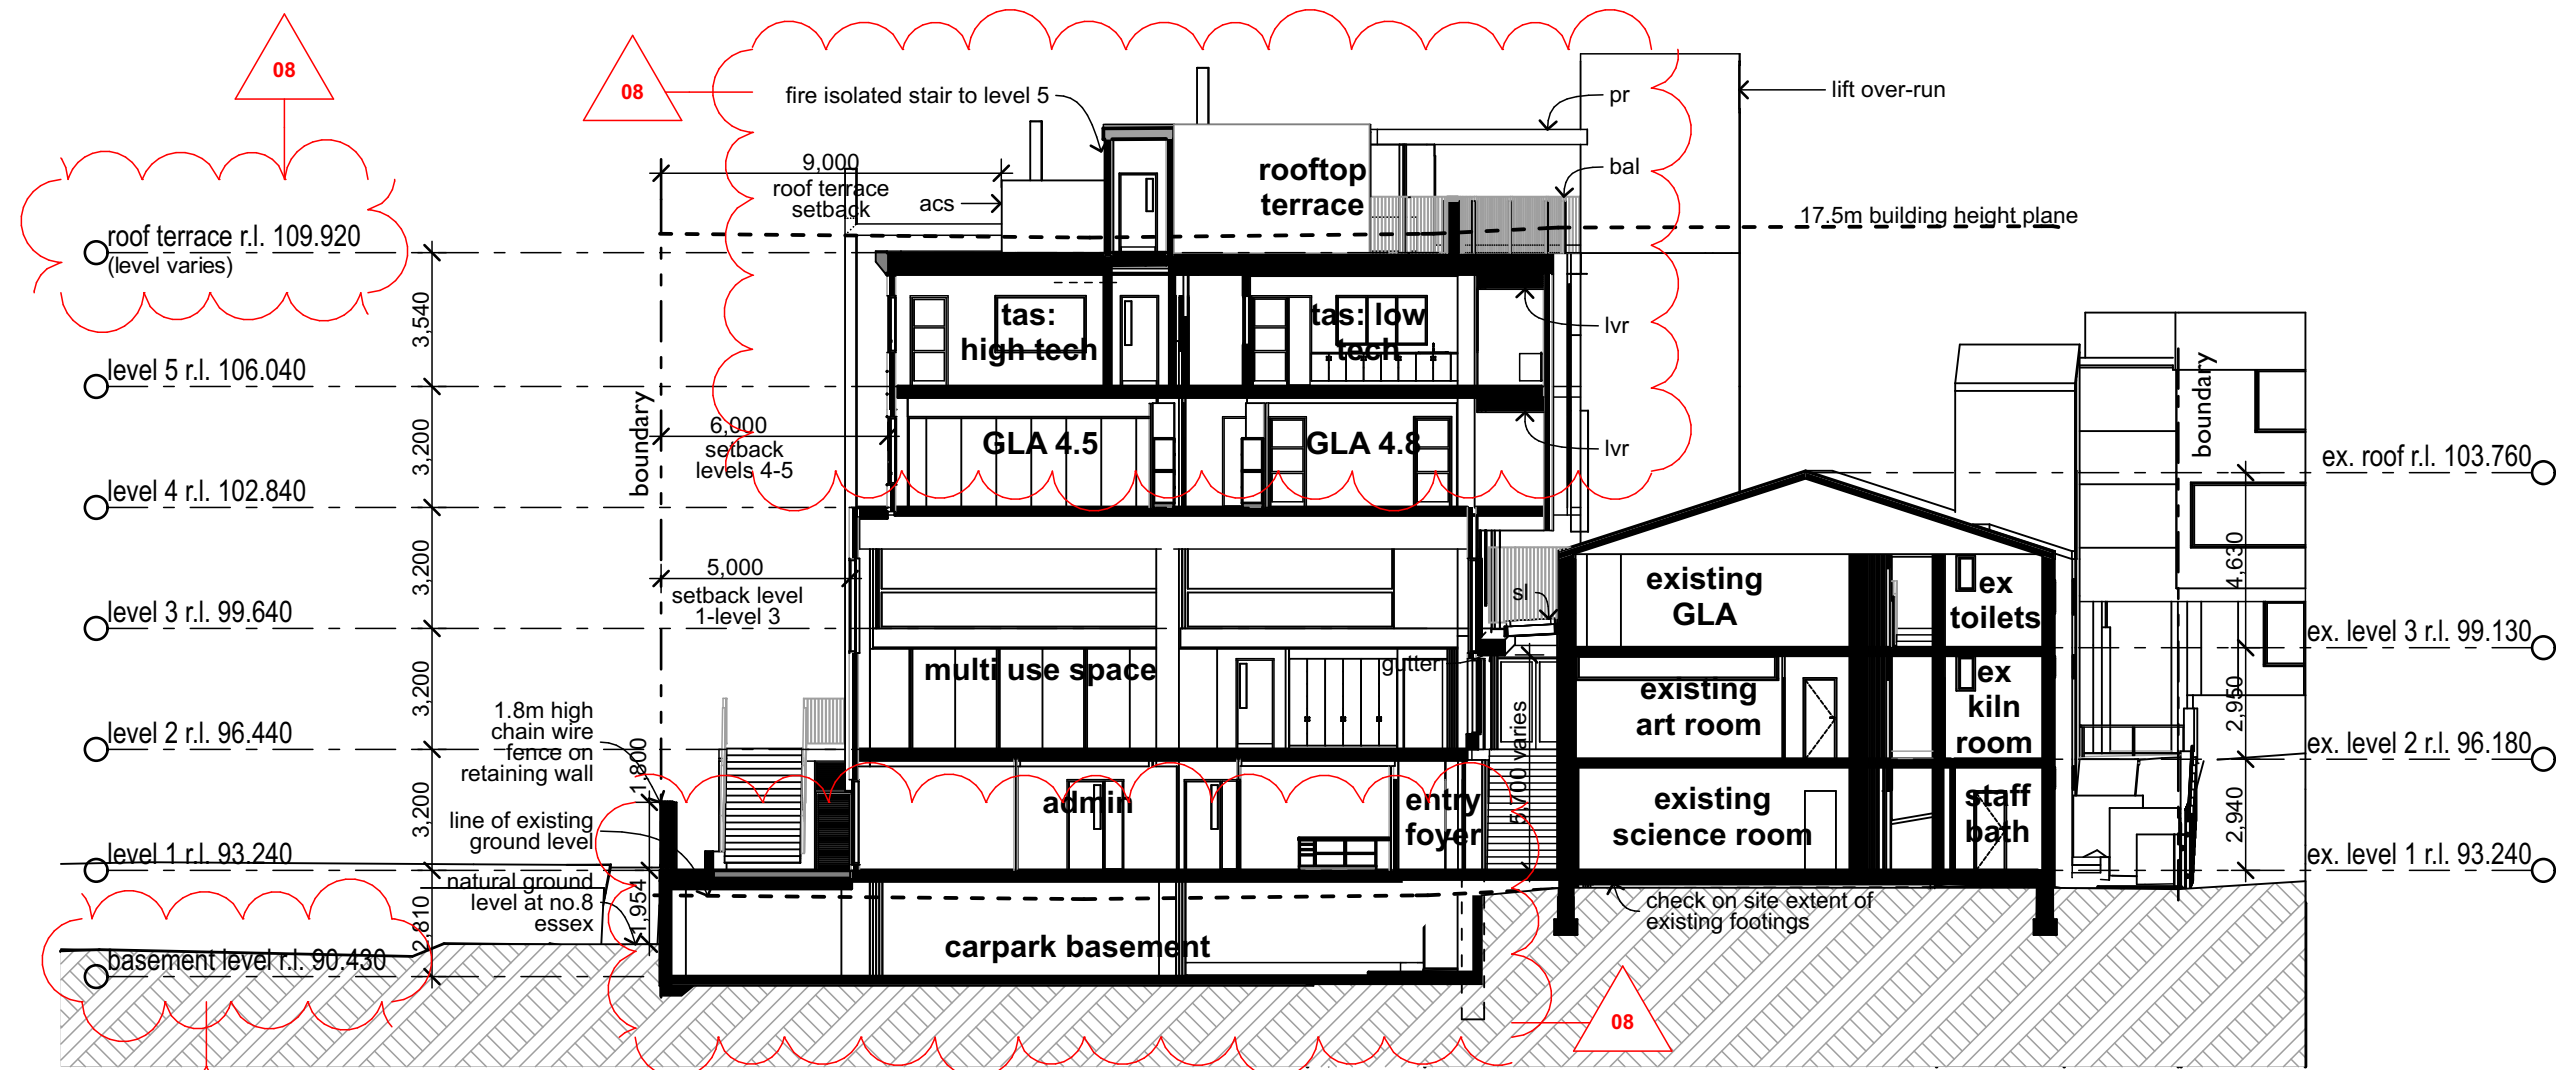 08
08
fire isolated stair to level 5
pr
lift over-run
9,000
roof terrace
setback
acs
rooftop
terrace
bal
17.5m building height plane
roof terrace r.l. 109.920
(level varies)
3,540
tas:
high tech
tas: low
tech
lvr
level 5 r.l. 106.040
boundary
boundary
3,200
6,000
setback
levels 4-5
GLA 4.5
GLA 4.8
lvr
ex. roof r.l. 103.760
level 4 r.l. 102.840
3,200
5,000
setback level
1-level 3
4,630
existing
GLA
ex
toilets
sl
level 3 r.l. 99.640
ex. level 3 r.l. 99.130
3,200
multi use space
gutter
existing
art room
ex
kiln
room
2,950
1.8m high
chain wire
fence on
retaining wall
level 2 r.l. 96.440
ex. level 2 r.l. 96.180
1,800
5,700 varies
3,200
admin
entry
foyer
existing
science room
staff
bath
2,940
line of existing
ground level
level 1 r.l. 93.240
ex. level 1 r.l. 93.240
natural ground
level at no.8
essex
1,954
2,810
check on site extent of
existing footings
carpark basement
basement level r.l. 90.430
08